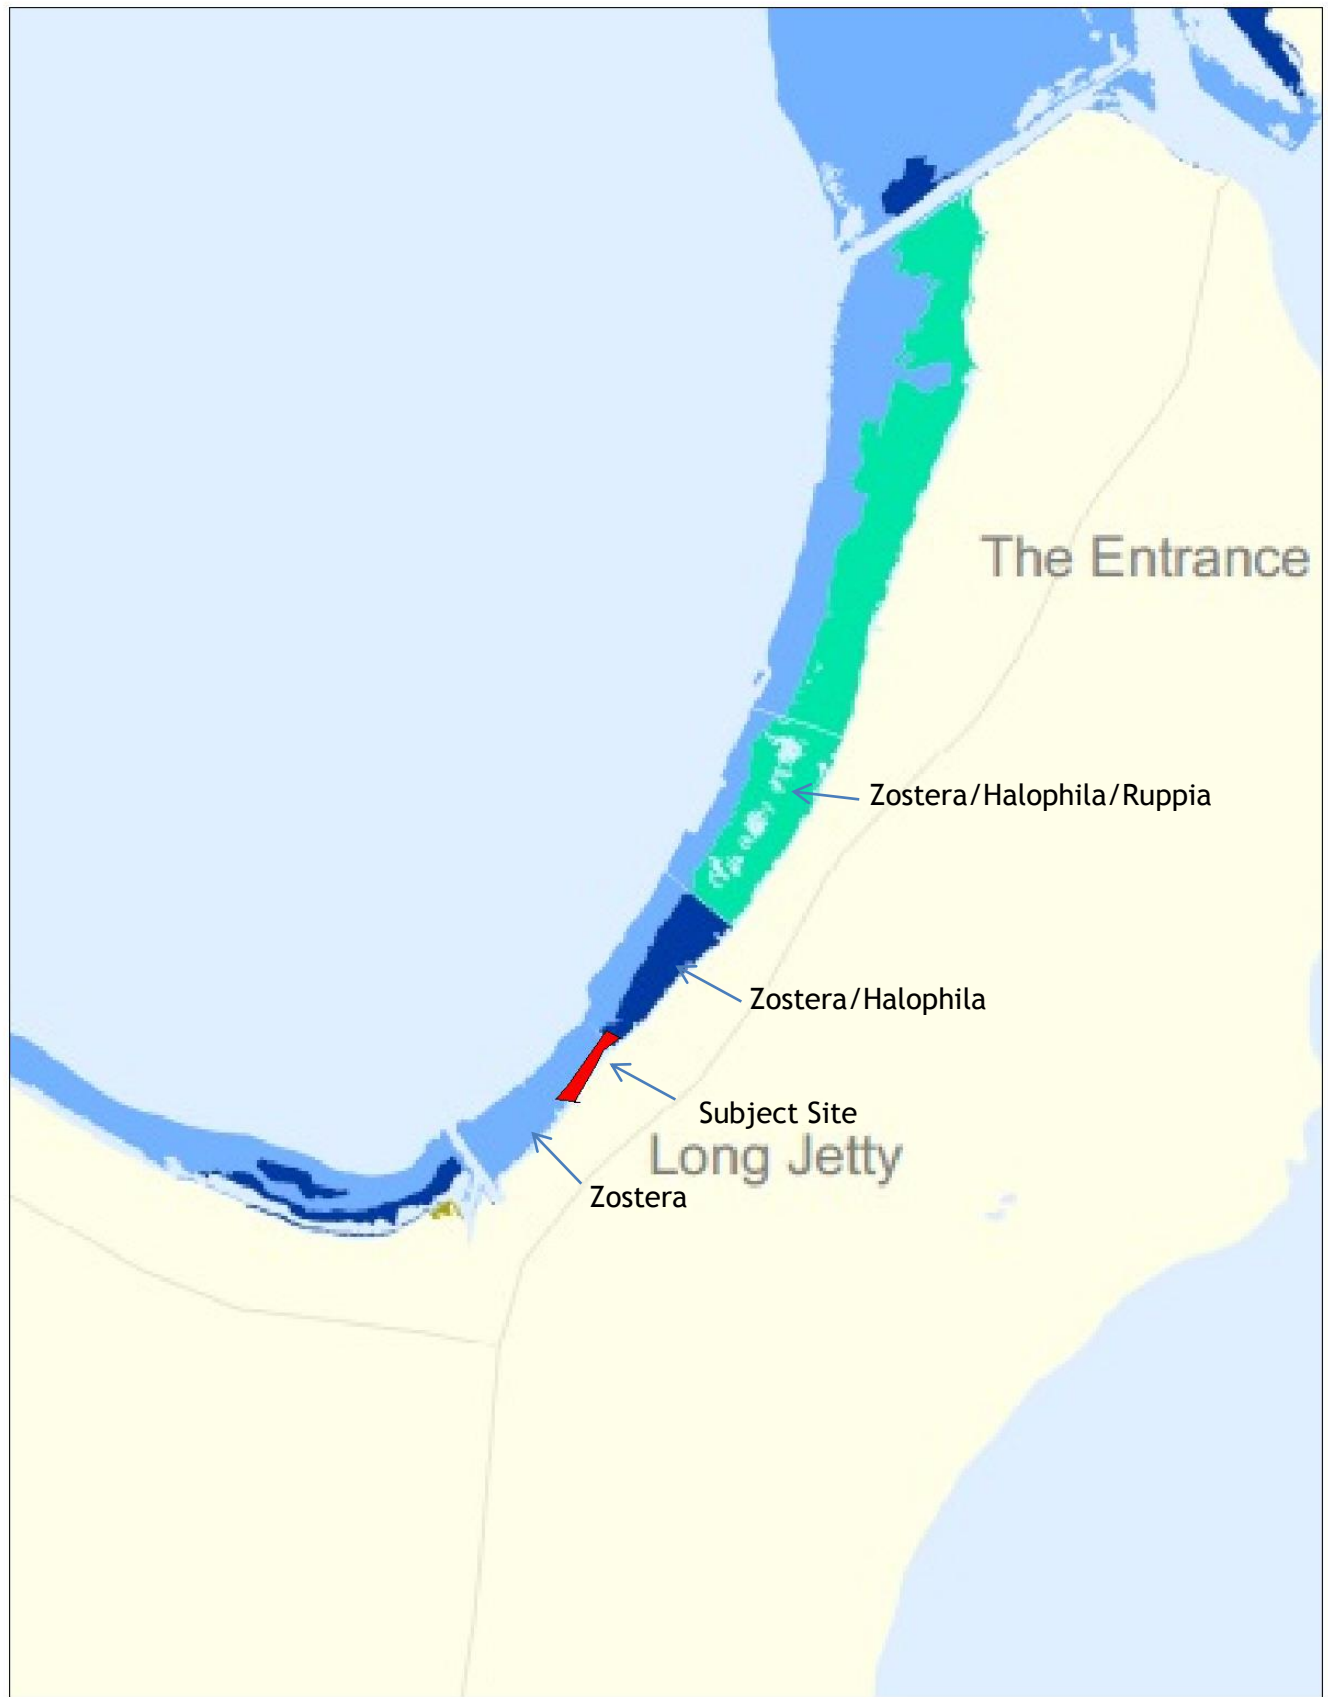 The Entrance
Zostera/Halophila/Ruppia
Zostera/Halophila
Subject Site
Long Jetty
Zostera